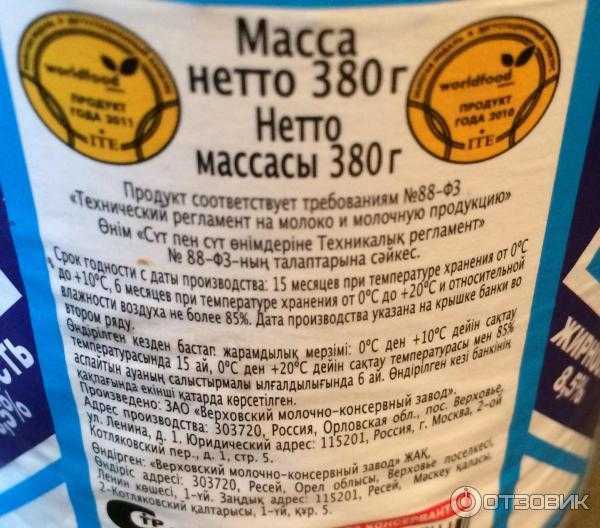 Масса
нетто 380 г
Нетто
массасы 380 г
worldfood
ПРОДУКТ
ГОДА 2011
ITE
worldfood
ПРОДУКТ
ГОДА 2010
ITE
Продукт соответствует требованиям №88-ФЗ
«Технический регламент на молоко и молочную продукцию»
Өнім «Сүт пен сүт өнімдеріне Техникалық регламент»
№ 88-ФЗ-ның талаптарына сәйкес.
Срок годности с даты производства: 15 месяцев при температуре хранения от 0°С
до +10°С, 6 месяцев при температуре хранения от 0°С до +20°С и относительной
влажности воздуха не более 85%. Дата производства указана на крышке банки во
втором ряду.
Өндірілген кезден бастап жарамдылық мерзімі: 0°С ден +10°С дейін сақтау
температурасында 15 ай, 0°С ден +20°С дейін сақтау температурасы мен 85%
аспайтын ауаның салыстырмалы ылғалдылығында 6 ай. Өндірілген кезі банкінің
қақпағында екінші қатарда көрсетілген.
Произведено: ЗАО «Верховский молочно-консервный завод».
Адрес производства: 303720, Россия, Орловская обл., пос. Верховье,
ул. Ленина, д. 1. Юридический адрес: 115201, Россия, г. Москва, 2-ой
Котляковский пер., д. 1, стр. 5.
Өндірген: «Верховский молочно-консервный завод» ЖАҚ.
Өндіріс адресі: 303720, Ресей, Орел облысы, Верховье поселкесі,
Ленин көшесі, 1-үй. Заңдық адрес: 115201, Ресей, Маскеу қаласы,
2-Котляковский қалтарысы, 1-үй, құр. 5.
8,5%
КОНСЕРВАНТ
ОТЗОВИК